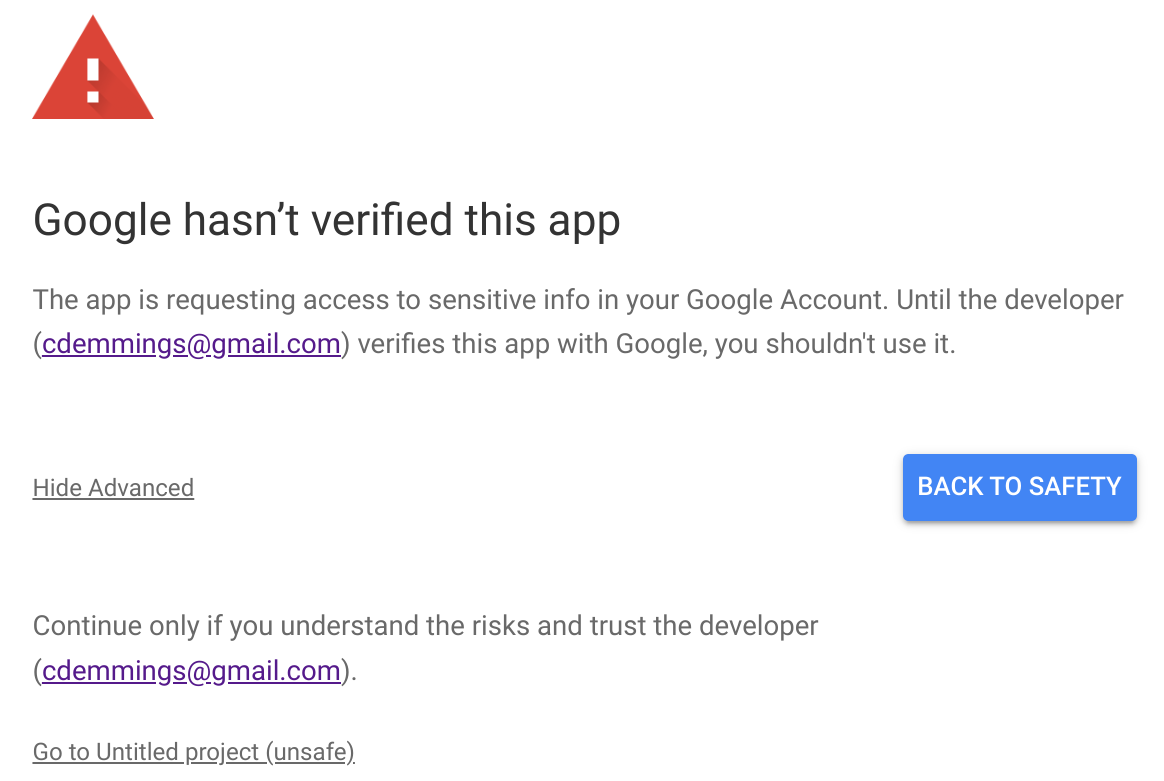 Google hasn’t verified this app
The app is requesting access to sensitive info in your Google Account. Until the developer
(cdemmings@gmail.com) verifies this app with Google, you shouldn't use it.
Hide Advanced
BACK TO SAFETY
Continue only if you understand the risks and trust the developer
(cdemmings@gmail.com).
Go to Untitled project (unsafe)